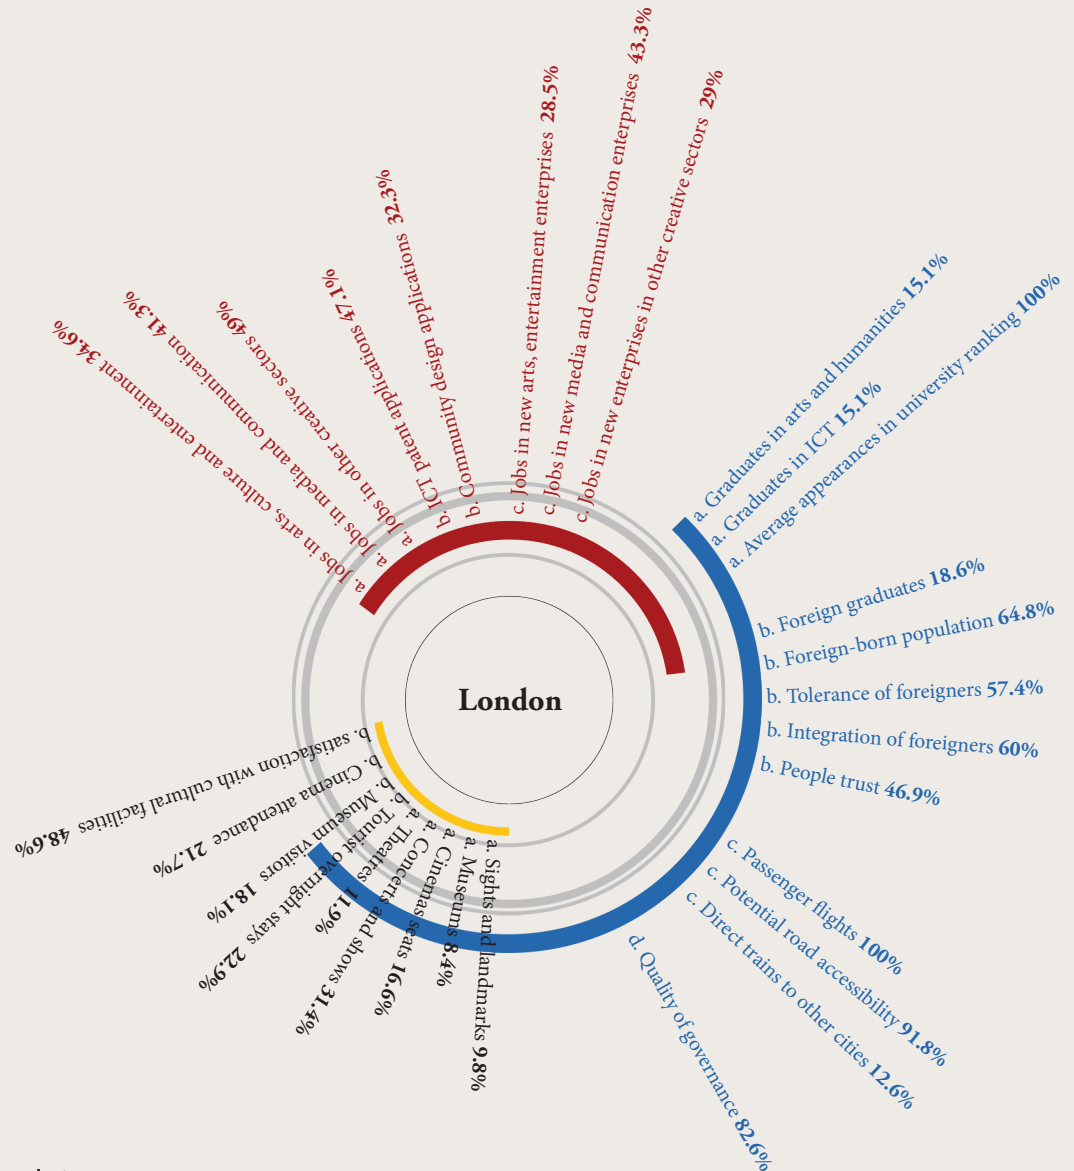 London
a. Jobs in arts, culture and entertainment 34.6%
a. Jobs in media and communication 41.3%
a. Jobs in other creative sectors 49%
b. ICT patent applications 47.1%
b. Community design applications 32.3%
c. Jobs in new arts, entertainment enterprises 28.5%
c. Jobs in new media and communication enterprises 43.3%
c. Jobs in new enterprises in other creative sectors 29%
a. Graduates in arts and humanities 15.1%
a. Graduates in ICT 15.1%
a. Average appearances in university ranking 100%
b. Foreign graduates 18.6%
b. Foreign-born population 64.8%
b. Tolerance of foreigners 57.4%
b. Integration of foreigners 60%
b. People trust 46.9%
c. Passenger flights 100%
c. Potential road accessibility 91.8%
c. Direct trains to other cities 12.6%
d. Quality of governance 82.6%
a. Sights and landmarks 9.8%
a. Museums 8.4%
a. Cinemas seats 16.6%
a. Concerts and shows 31.4%
a. Theatres 11.9%
b. Tourist overnight stays 22.9%
b. Museum visitors 18.1%
b. Cinema attendance 21.7%
b. satisfaction with cultural facilities 48.6%